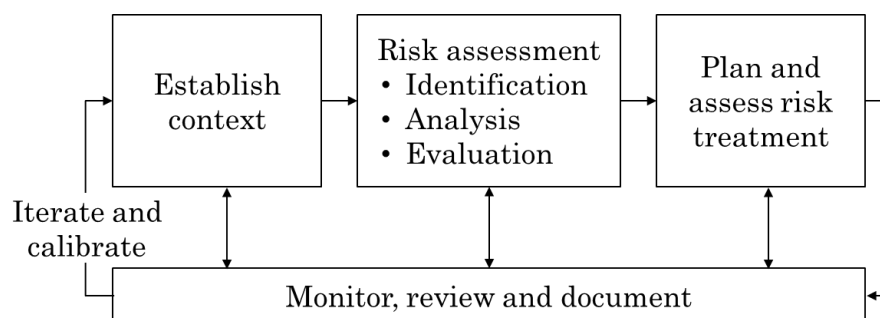 Establish
context
Risk assessment
• Identification
• Analysis
• Evaluation
Plan and
assess risk
treatment
Iterate and
calibrate
Monitor, review and document